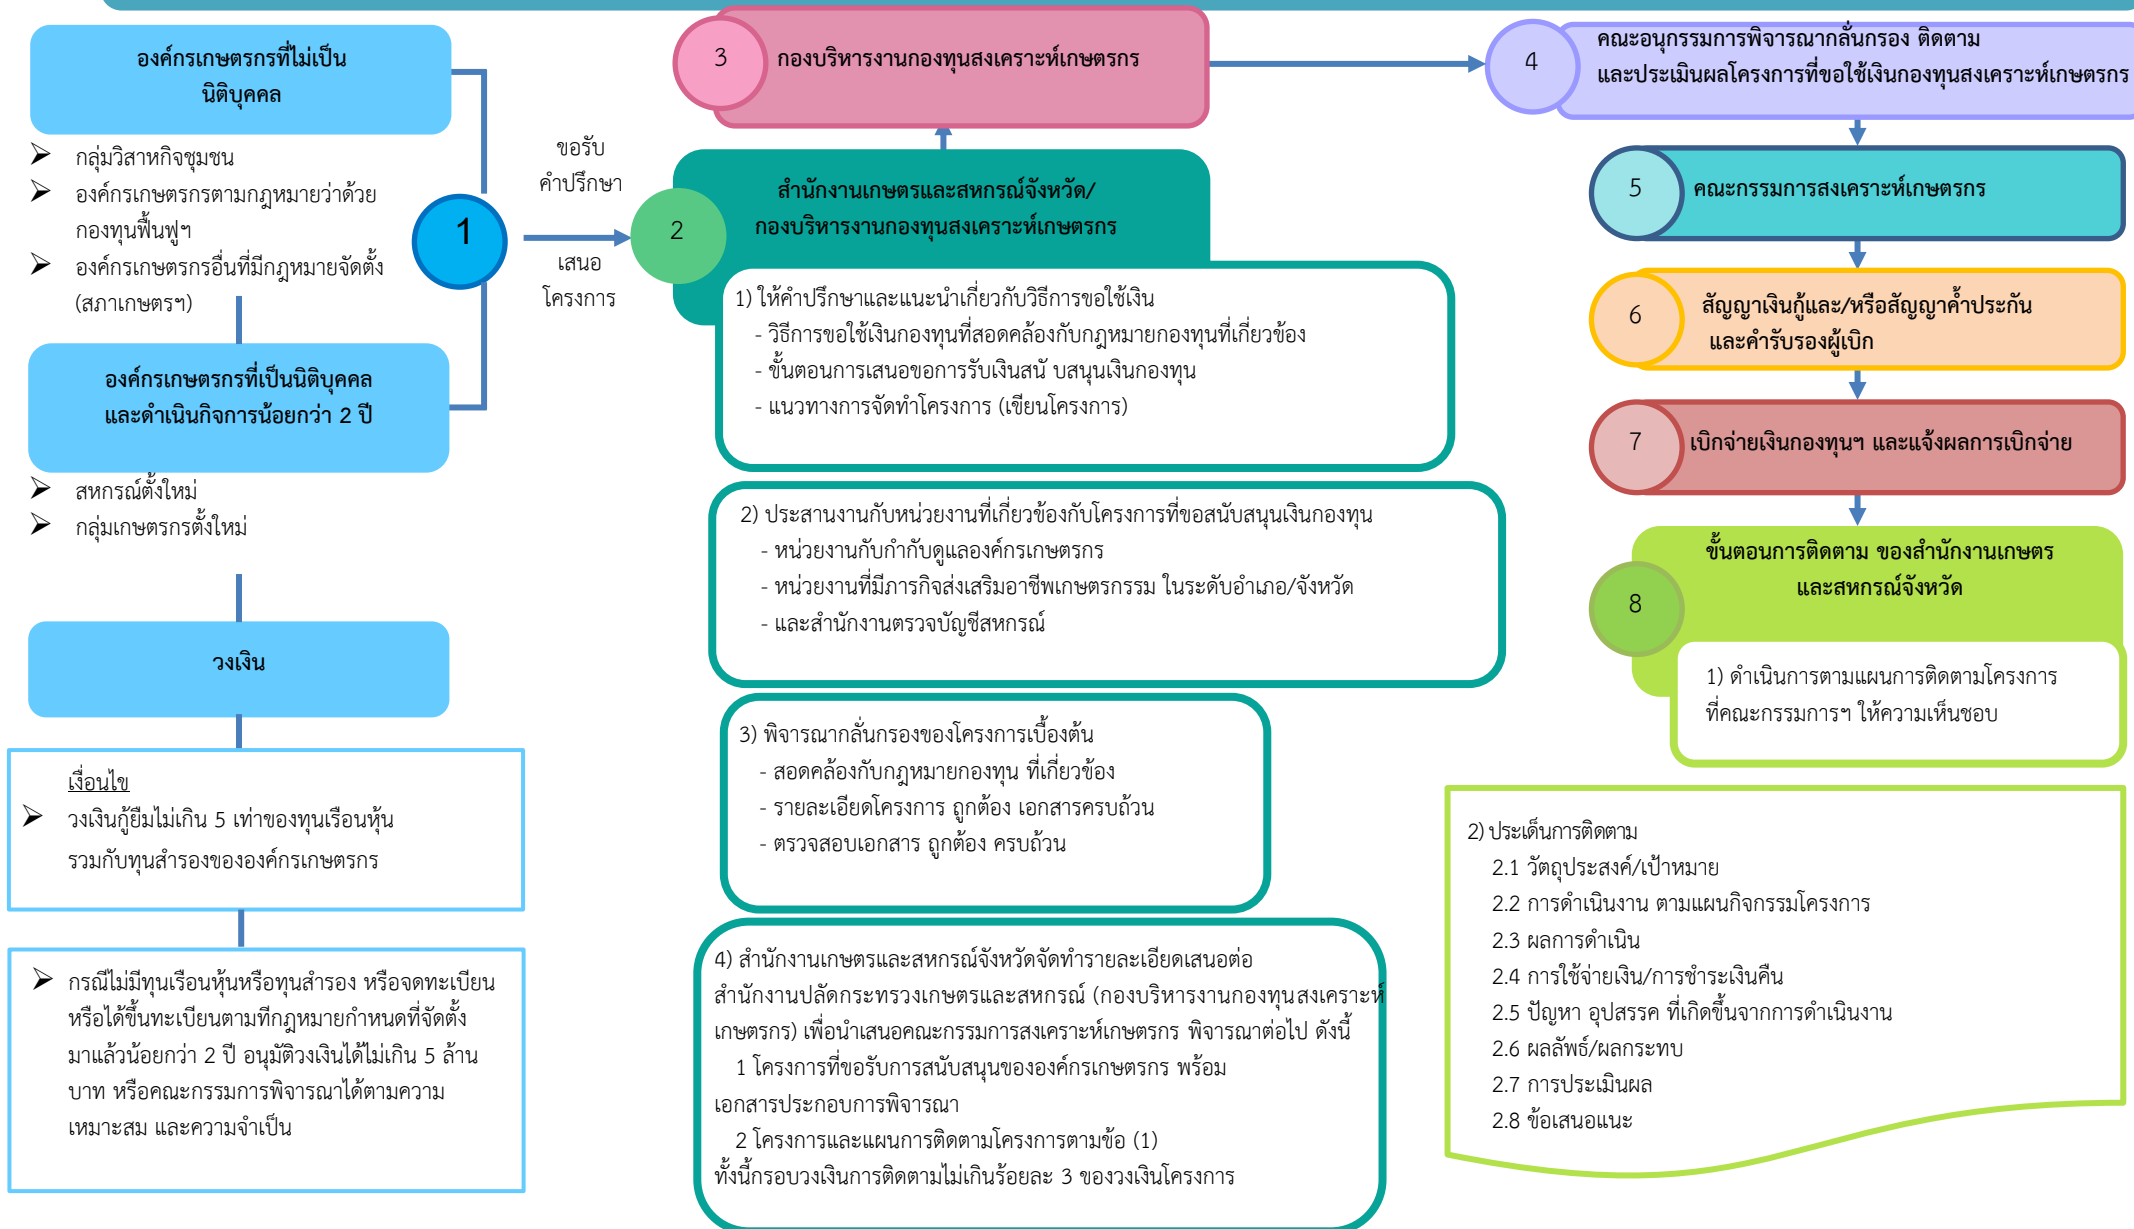 องค์กรเกษตรกรที่ไม่เป็น
นิติบุคคล
➢ กลุ่มวิสาหกิจชุมชน
➢ องค์กรเกษตรกรตามกฎหมายว่าด้วย
กองทุนฟื้นฟูฯ
➢ องค์กรเกษตรกรอื่นที่มีกฎหมายจัดตั้ง
(สภาเกษตรฯ)
องค์กรเกษตรกรที่เป็นนิติบุคคล
และดำเนินกิจการน้อยกว่า 2 ปี
➢ สหกรณ์ตั้งใหม่
➢ กลุ่มเกษตรกรตั้งใหม่
วงเงิน
เงื่อนไข
➢ วงเงินกู้ยืมไม่เกิน 5 เท่าของทุนเรือนหุ้น
รวมกับทุนสำรองขององค์กรเกษตรกร
➢ กรณีไม่มีทุนเรือนหุ้นหรือทุนสำรอง หรือจดทะเบียน
หรือได้ขึ้นทะเบียนตามที่กฎหมายกำหนดที่จัดตั้ง
มาแล้วน้อยกว่า 2 ปี อนุมัติวงเงินได้ไม่เกิน 5 ล้าน
บาท หรือคณะกรรมการพิจารณาได้ตามความ
เหมาะสม และความจำเป็น
1
ขอรับ
คำปรึกษา
เสนอ
โครงการ
2
สำนักงานเกษตรและสหกรณ์จังหวัด/
กองบริหารงานกองทุนสงเคราะห์เกษตรกร
1) ให้คำปรึกษาและแนะนำเกี่ยวกับวิธีการขอใช้เงิน
- วิธีการขอใช้เงินกองทุนที่สอดคล้องกับกฎหมายกองทุนที่เกี่ยวข้อง
- ขั้นตอนการเสนอขอการรับเงินสนั บสนุนเงินกองทุน
- แนวทางการจัดทำโครงการ (เขียนโครงการ)
2) ประสานงานกับหน่วยงานที่เกี่ยวข้องกับโครงการที่ขอสนับสนุนเงินกองทุน
- หน่วยงานกับกำกับดูแลองค์กรเกษตรกร
- หน่วยงานที่มีภารกิจส่งเสริมอาชีพเกษตรกรรม ในระดับอำเภอ/จังหวัด
- และสำนักงานตรวจบัญชีสหกรณ์
3) พิจารณากลั่นกรองของโครงการเบื้องต้น
- สอดคล้องกับกฎหมายกองทุน ที่เกี่ยวข้อง
- รายละเอียดโครงการ ถูกต้อง เอกสารครบถ้วน
- ตรวจสอบเอกสาร ถูกต้อง ครบถ้วน
4) สำนักงานเกษตรและสหกรณ์จังหวัดจัดทำรายละเอียดเสนอต่อ
สำนักงานปลัดกระทรวงเกษตรและสหกรณ์ (กองบริหารงานกองทุนสงเคราะห์
เกษตรกร) เพื่อนำเสนอคณะกรรมการสงเคราะห์เกษตรกร พิจารณาต่อไป ดังนี้
1 โครงการที่ขอรับการสนับสนุนขององค์กรเกษตรกร พร้อม
เอกสารประกอบการพิจารณา
2 โครงการและแผนการติดตามโครงการตามข้อ (1)
ทั้งนี้กรอบวงเงินการติดตามไม่เกินร้อยละ 3 ของวงเงินโครงการ
3
กองบริหารงานกองทุนสงเคราะห์เกษตรกร
4
คณะอนุกรรมการพิจารณากลั่นกรอง ติดตาม
และประเมินผลโครงการที่ขอใช้เงินกองทุนสงเคราะห์เกษตรกร
5
คณะกรรมการสงเคราะห์เกษตรกร
6
สัญญาเงินกู้และ/หรือสัญญาค้ำประกัน
และคำรับรองผู้เบิก
7
เบิกจ่ายเงินกองทุนฯ และแจ้งผลการเบิกจ่าย
8
ขั้นตอนการติดตาม ของสำนักงานเกษตร
และสหกรณ์จังหวัด
1) ดำเนินการตามแผนการติดตามโครงการ
ที่คณะกรรมการฯ ให้ความเห็นชอบ
2) ประเด็นการติดตาม
2.1 วัตถุประสงค์/เป้าหมาย
2.2 การดำเนินงาน ตามแผนกิจกรรมโครงการ
2.3 ผลการดำเนิน
2.4 การใช้จ่ายเงิน/การชำระเงินคืน
2.5 ปัญหา อุปสรรค ที่เกิดขึ้นจากการดำเนินงาน
2.6 ผลลัพธ์/ผลกระทบ
2.7 การประเมินผล
2.8 ข้อเสนอแนะ